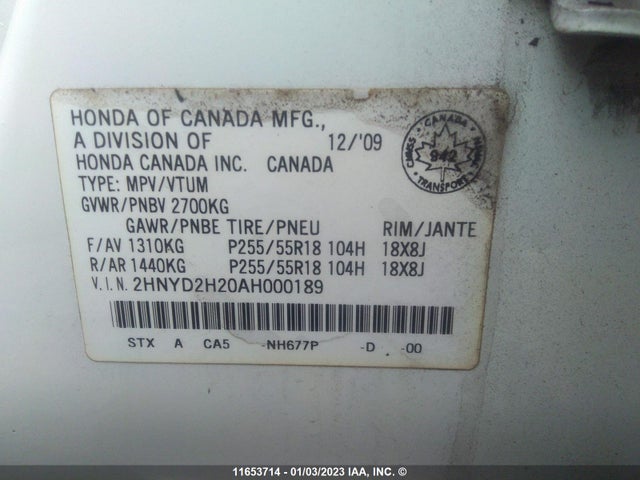 HONDA OF CANADA MFG.,
A DIVISION OF 12/'09
HONDA CANADA INC. CANADA
TYPE: MPV/VTUM
GVWR/PNBV 2700KG
GAWR/PNBE TIRE/PNEU RIM/JANTE
F/AV 1310KG P255/55R18 104H 18X8J
R/AR 1440KG P255/55R18 104H 18X8J
V.I.N. 2HNYD2H20AH000189
STX A CA5 -NH677P -D -00
CANADA
TRANSPORT
11653714 - 01/03/2023 IAA, INC. ©